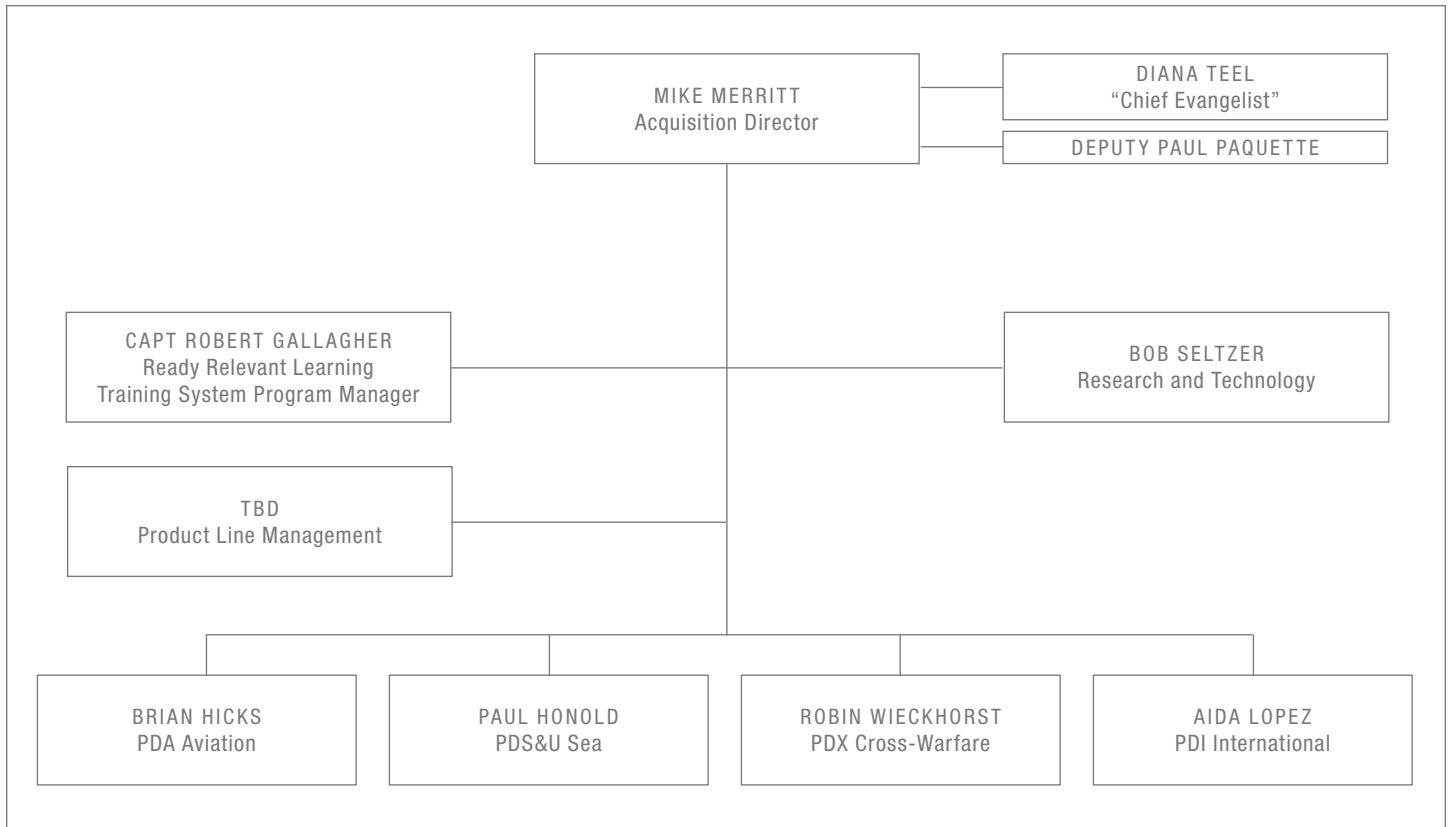 MIKE MERRITT
Acquisition Director
DIANA TEEL
“Chief Evangelist”
DEPUTY PAUL PAQUETTE
CAPT ROBERT GALLAGHER
Ready Relevant Learning
Training System Program Manager
BOB SELTZER
Research and Technology
TBD
Product Line Management
BRIAN HICKS
PDA Aviation
PAUL HONOLD
PDS&U Sea
ROBIN WIECKHORST
PDX Cross-Warfare
AIDA LOPEZ
PDI International